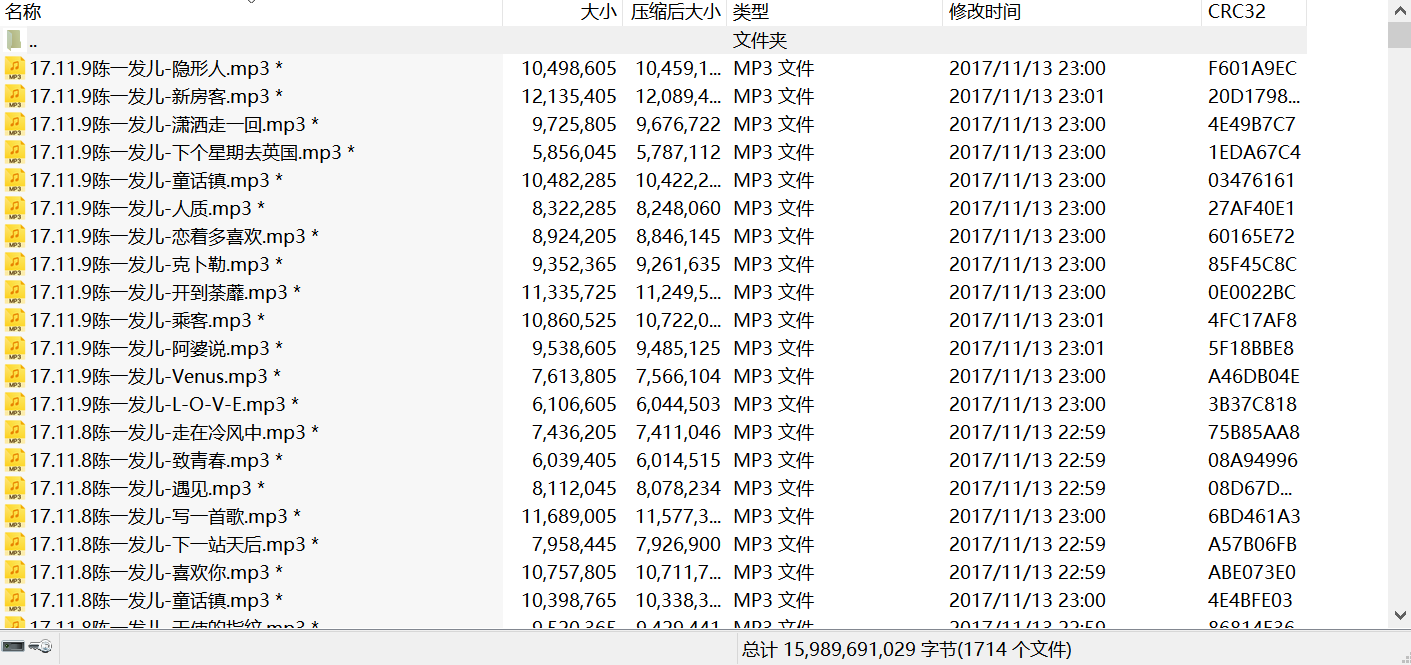 名称 大小 压缩后大小 类型 修改时间 CRC32
.. 文件夹
17.11.9陈一发儿-隐形人.mp3 * 10,498,605 10,459,1... MP3 文件 2017/11/13 23:00 F601A9EC
17.11.9陈一发儿-新房客.mp3 * 12,135,405 12,089,4... MP3 文件 2017/11/13 23:01 20D1798...
17.11.9陈一发儿-潇洒走一回.mp3 * 9,725,805 9,676,722 MP3 文件 2017/11/13 23:00 4E49B7C7
17.11.9陈一发儿-下个星期去英国.mp3 * 5,856,045 5,787,112 MP3 文件 2017/11/13 23:00 1EDA67C4
17.11.9陈一发儿-童话镇.mp3 * 10,482,285 10,422,2... MP3 文件 2017/11/13 23:00 03476161
17.11.9陈一发儿-人质.mp3 * 8,322,285 8,248,060 MP3 文件 2017/11/13 23:00 27AF40E1
17.11.9陈一发儿-恋着多喜欢.mp3 * 8,924,205 8,846,145 MP3 文件 2017/11/13 23:00 60165E72
17.11.9陈一发儿-克卜勒.mp3 * 9,352,365 9,261,635 MP3 文件 2017/11/13 23:00 85F45C8C
17.11.9陈一发儿-开到荼蘼.mp3 * 11,335,725 11,249,5... MP3 文件 2017/11/13 23:00 0E0022BC
17.11.9陈一发儿-乘客.mp3 * 10,860,525 10,722,0... MP3 文件 2017/11/13 23:01 4FC17AF8
17.11.9陈一发儿-阿婆说.mp3 * 9,538,605 9,485,125 MP3 文件 2017/11/13 23:01 5F18BBE8
17.11.9陈一发儿-Venus.mp3 * 7,613,805 7,566,104 MP3 文件 2017/11/13 23:00 A46DB04E
17.11.9陈一发儿-L-O-V-E.mp3 * 6,106,605 6,044,503 MP3 文件 2017/11/13 23:00 3B37C818
17.11.8陈一发儿-走在冷风中.mp3 * 7,436,205 7,411,046 MP3 文件 2017/11/13 22:59 75B85AA8
17.11.8陈一发儿-致青春.mp3 * 6,039,405 6,014,515 MP3 文件 2017/11/13 22:59 08A94996
17.11.8陈一发儿-遇见.mp3 * 8,112,045 8,078,234 MP3 文件 2017/11/13 22:59 08D67D...
17.11.8陈一发儿-写一首歌.mp3 * 11,689,005 11,577,3... MP3 文件 2017/11/13 23:00 6BD461A3
17.11.8陈一发儿-下一站天后.mp3 * 7,958,445 7,926,900 MP3 文件 2017/11/13 22:59 A57B06FB
17.11.8陈一发儿-喜欢你.mp3 * 10,757,805 10,711,7... MP3 文件 2017/11/13 22:59 ABE073E0
17.11.8陈一发儿-童话镇.mp3 * 10,398,765 10,338,3... MP3 文件 2017/11/13 22:59 4E4BFE03
17.11.8陈一发儿-天使的指纹.mp3 * 9,520,365 9,429,441 MP3 文件 2017/11/13 22:59
总计 15,989,691,029 字节(1714 个文件)